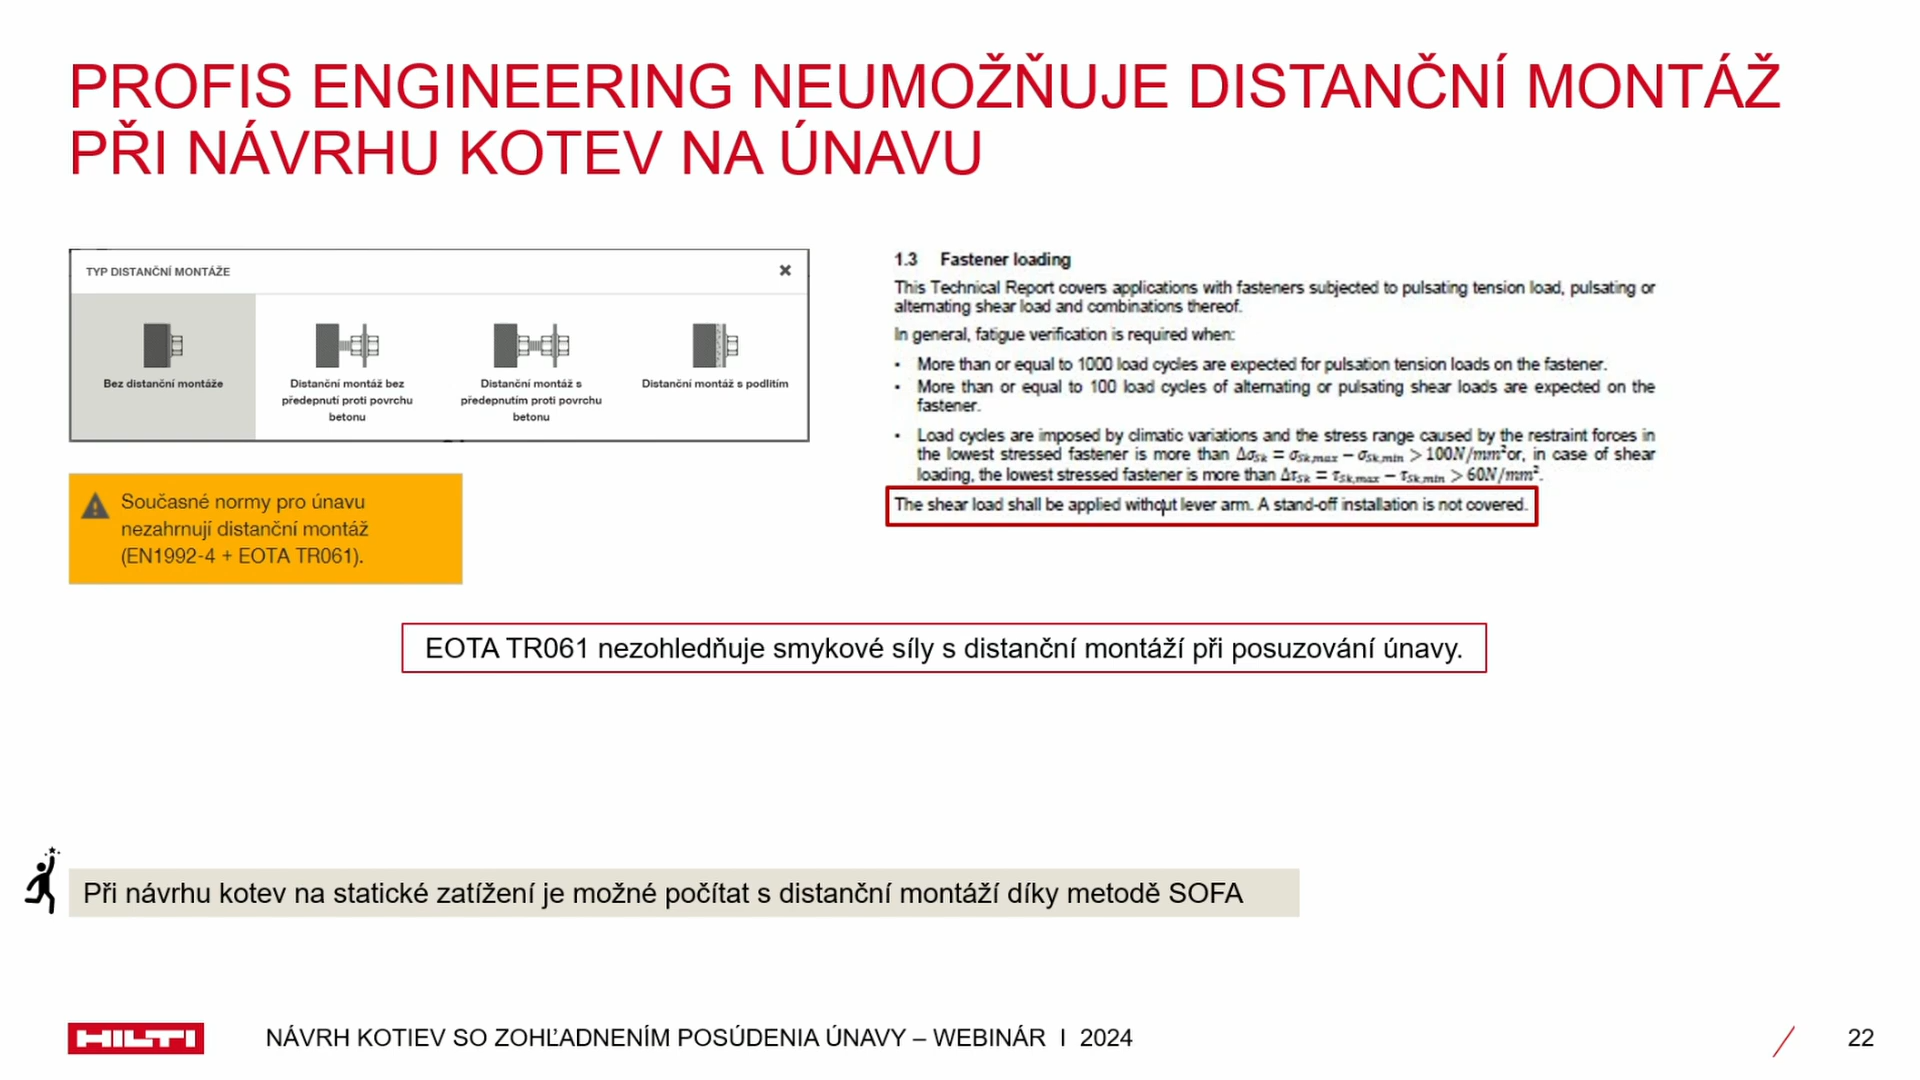 PROFIS ENGINEERING NEUMOŽŇUJE DISTANČNÍ MONTÁŽ
PŘI NÁVRHU KOTEV NA ÚNAVU
TYP DISTANČNÍ MONTÁŽE
Bez distanční montáže
Distanční montáž bez
předepnutí proti povrchu
betonu
Distanční montáž s
předepnutím proti povrchu
betonu
Distanční montáž s podlitím
Současné normy pro únavu
nezahrnují distanční montáž
(EN1992-4 + EOTA TR061).
1.3 Fastener loading
This Technical Report covers applications with fasteners subjected to pulsating tension load, pulsating or
alternating shear load and combinations thereof.
In general, fatigue verification is required when:
• More than or equal to 1000 load cycles are expected for pulsation tension loads on the fastener.
• More than or equal to 100 load cycles of alternating or pulsating shear loads are expected on the
fastener.
• Load cycles are imposed by climatic variations and the stress range caused by the restraint forces in
the lowest stressed fastener is more than Δσ_Sk = σ_Sk,max − σ_Sk,min > 100N/mm² or, in case of shear
loading, the lowest stressed fastener is more than Δτ_Sk = τ_Sk,max − τ_Sk,min > 60N/mm².
The shear load shall be applied without lever arm. A stand-off installation is not covered.
EOTA TR061 nezohledňuje smykové síly s distanční montáží při posuzování únavy.
Při návrhu kotev na statické zatížení je možné počítat s distanční montáží díky metodě SOFA
HILTI
NÁVRH KOTIEV SO ZOHĽADNENÍM POSÚDENIA ÚNAVY – WEBINÁR I 2024
22